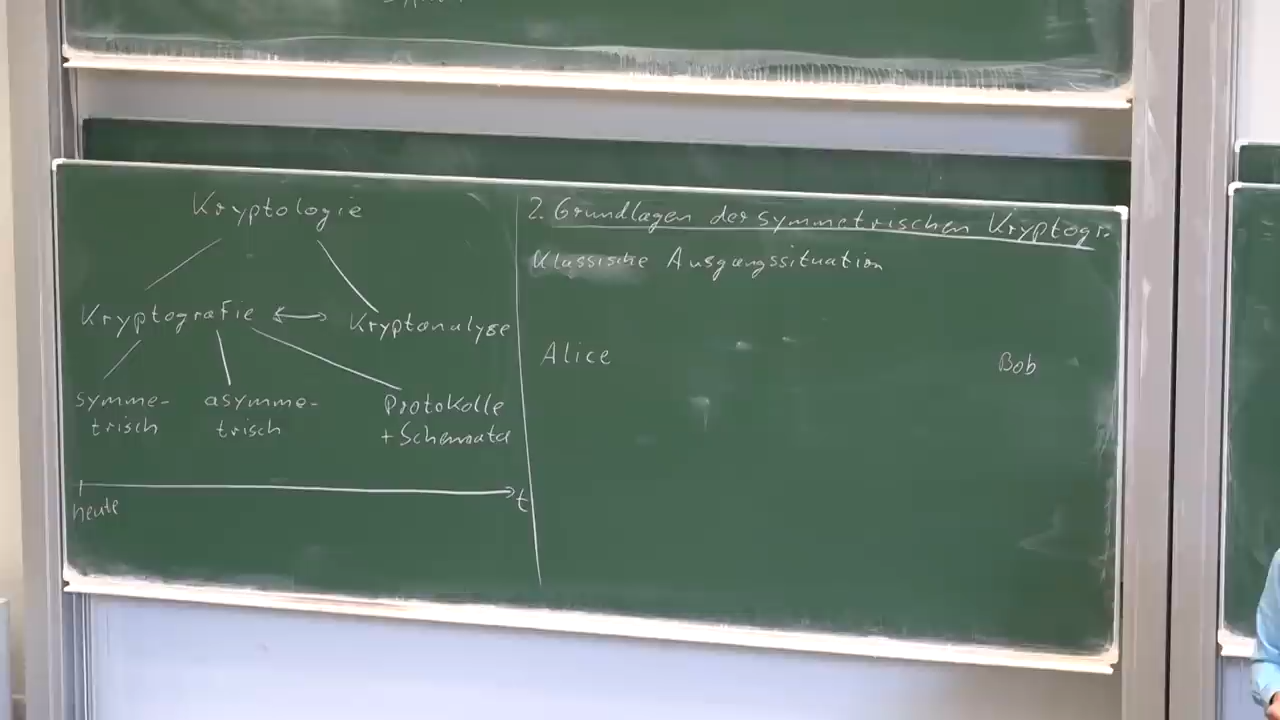 Kryptologie
Kryptografie ↔ Kryptanalyse
symme-
trisch
asymme-
trisch
Protokolle
+ Schemata
heute
t
2. Grundlagen der symmetrischen Kryptogr.
Klassische Ausgangssituation
Alice
Bob